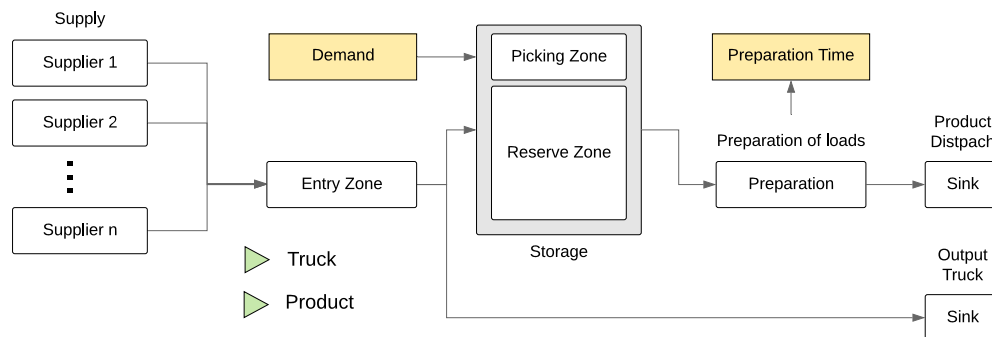 Supply
Supplier 1
Supplier 2
Supplier n
Demand
Entry Zone
Truck
Product
Picking Zone
Reserve Zone
Storage
Preparation Time
Preparation of loads
Preparation
Product
Distpach
Sink
Output
Truck
Sink